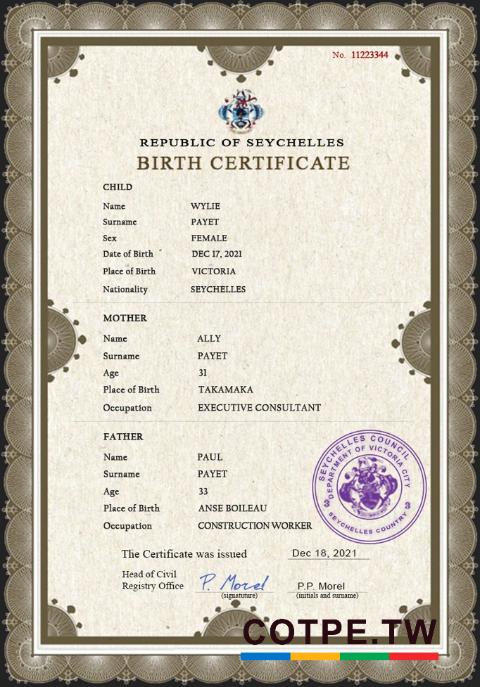 No. 11223344
REPUBLIC OF SEYCHELLES
BIRTH CERTIFICATE
CHILD
Name WYLIE
Surname PAYET
Sex FEMALE
Date of Birth DEC 17, 2021
Place of Birth VICTORIA
Nationality SEYCHELLES
MOTHER
Name ALLY
Surname PAYET
Age 31
Place of Birth TAKAMAKA
Occupation EXECUTIVE CONSULTANT
FATHER
Name PAUL
Surname PAYET
Age 33
Place of Birth ANSE BOILEAU
Occupation CONSTRUCTION WORKER
SEYCHELLES COUNCIL
DEPARTMENT OF VICTORIA CITY
SEYCHELLES COUNTRY
The Certificate was issued Dec 18, 2021
Head of Civil
Registry Office P. Morel P.P. Morel
(signatuture) (initials and surname)
COTPE.TW